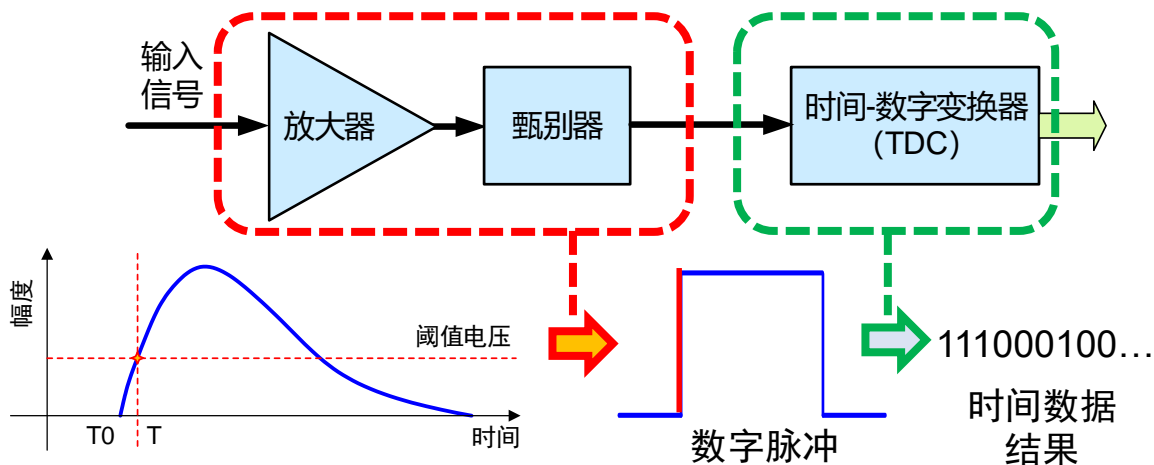 输入
信号
放大器
甄别器
时间-数字变换器
(TDC)
幅度
阈值电压
T0
T
时间
数字脉冲
111000100…
时间数据
结果